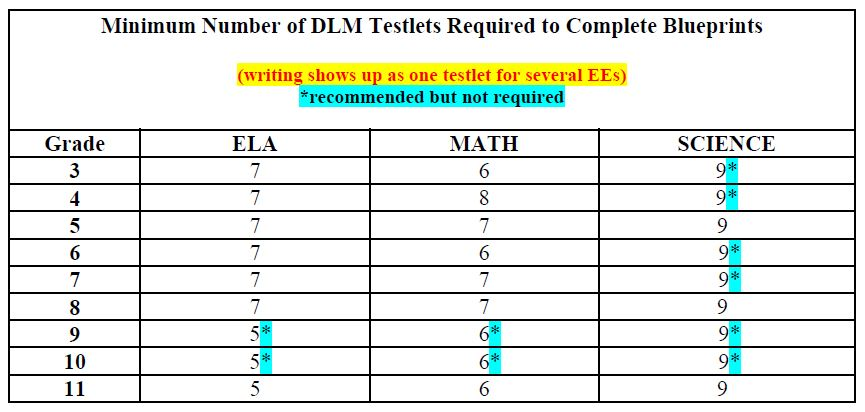 Minimum Number of DLM Testlets Required to Complete Blueprints
(writing shows up as one testlet for several EEs)
*recommended but not required
Grade ELA MATH SCIENCE
3 7 6 9*
4 7 8 9*
5 7 7 9
6 7 6 9*
7 7 7 9*
8 7 7 9
9 5* 6* 9*
10 5* 6* 9*
11 5 6 9